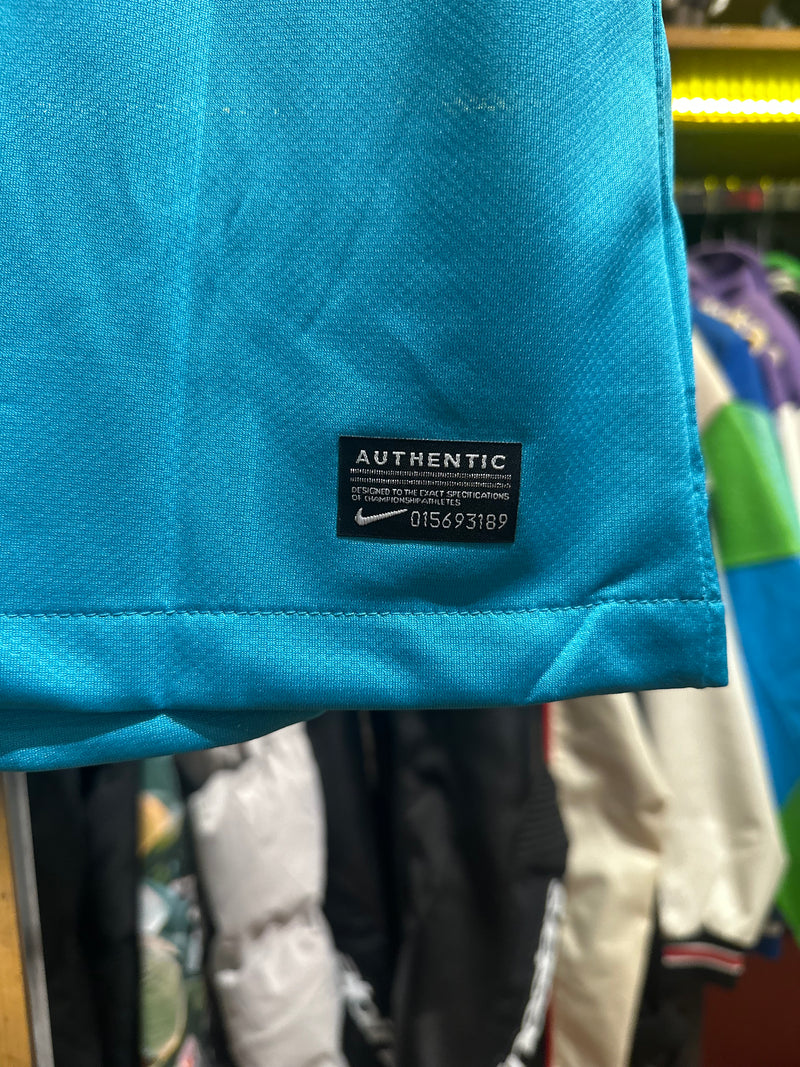 AUTHENTIC
DESIGNED TO THE EXACT SPECIFICATIONS
OF CHAMPIONSHIP ATHLETES
015693189